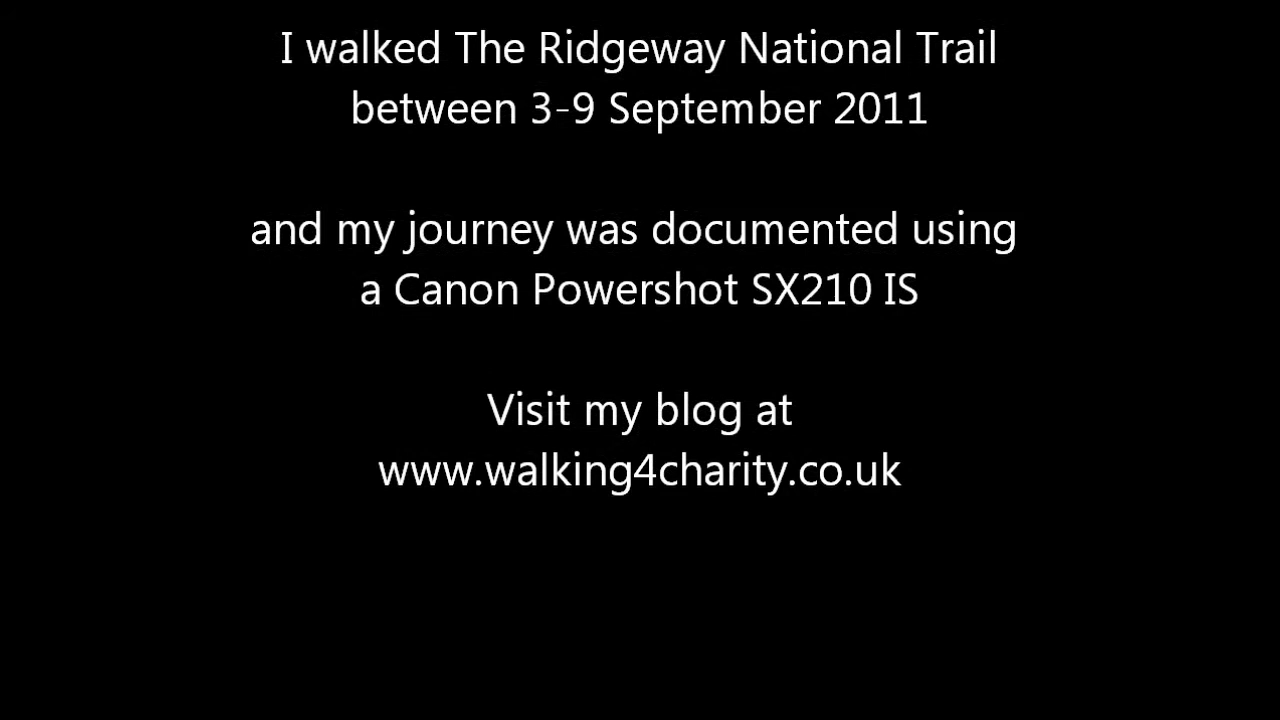 I walked The Ridgeway National Trail
between 3-9 September 2011
and my journey was documented using
a Canon Powershot SX210 IS
Visit my blog at
www.walking4charity.co.uk